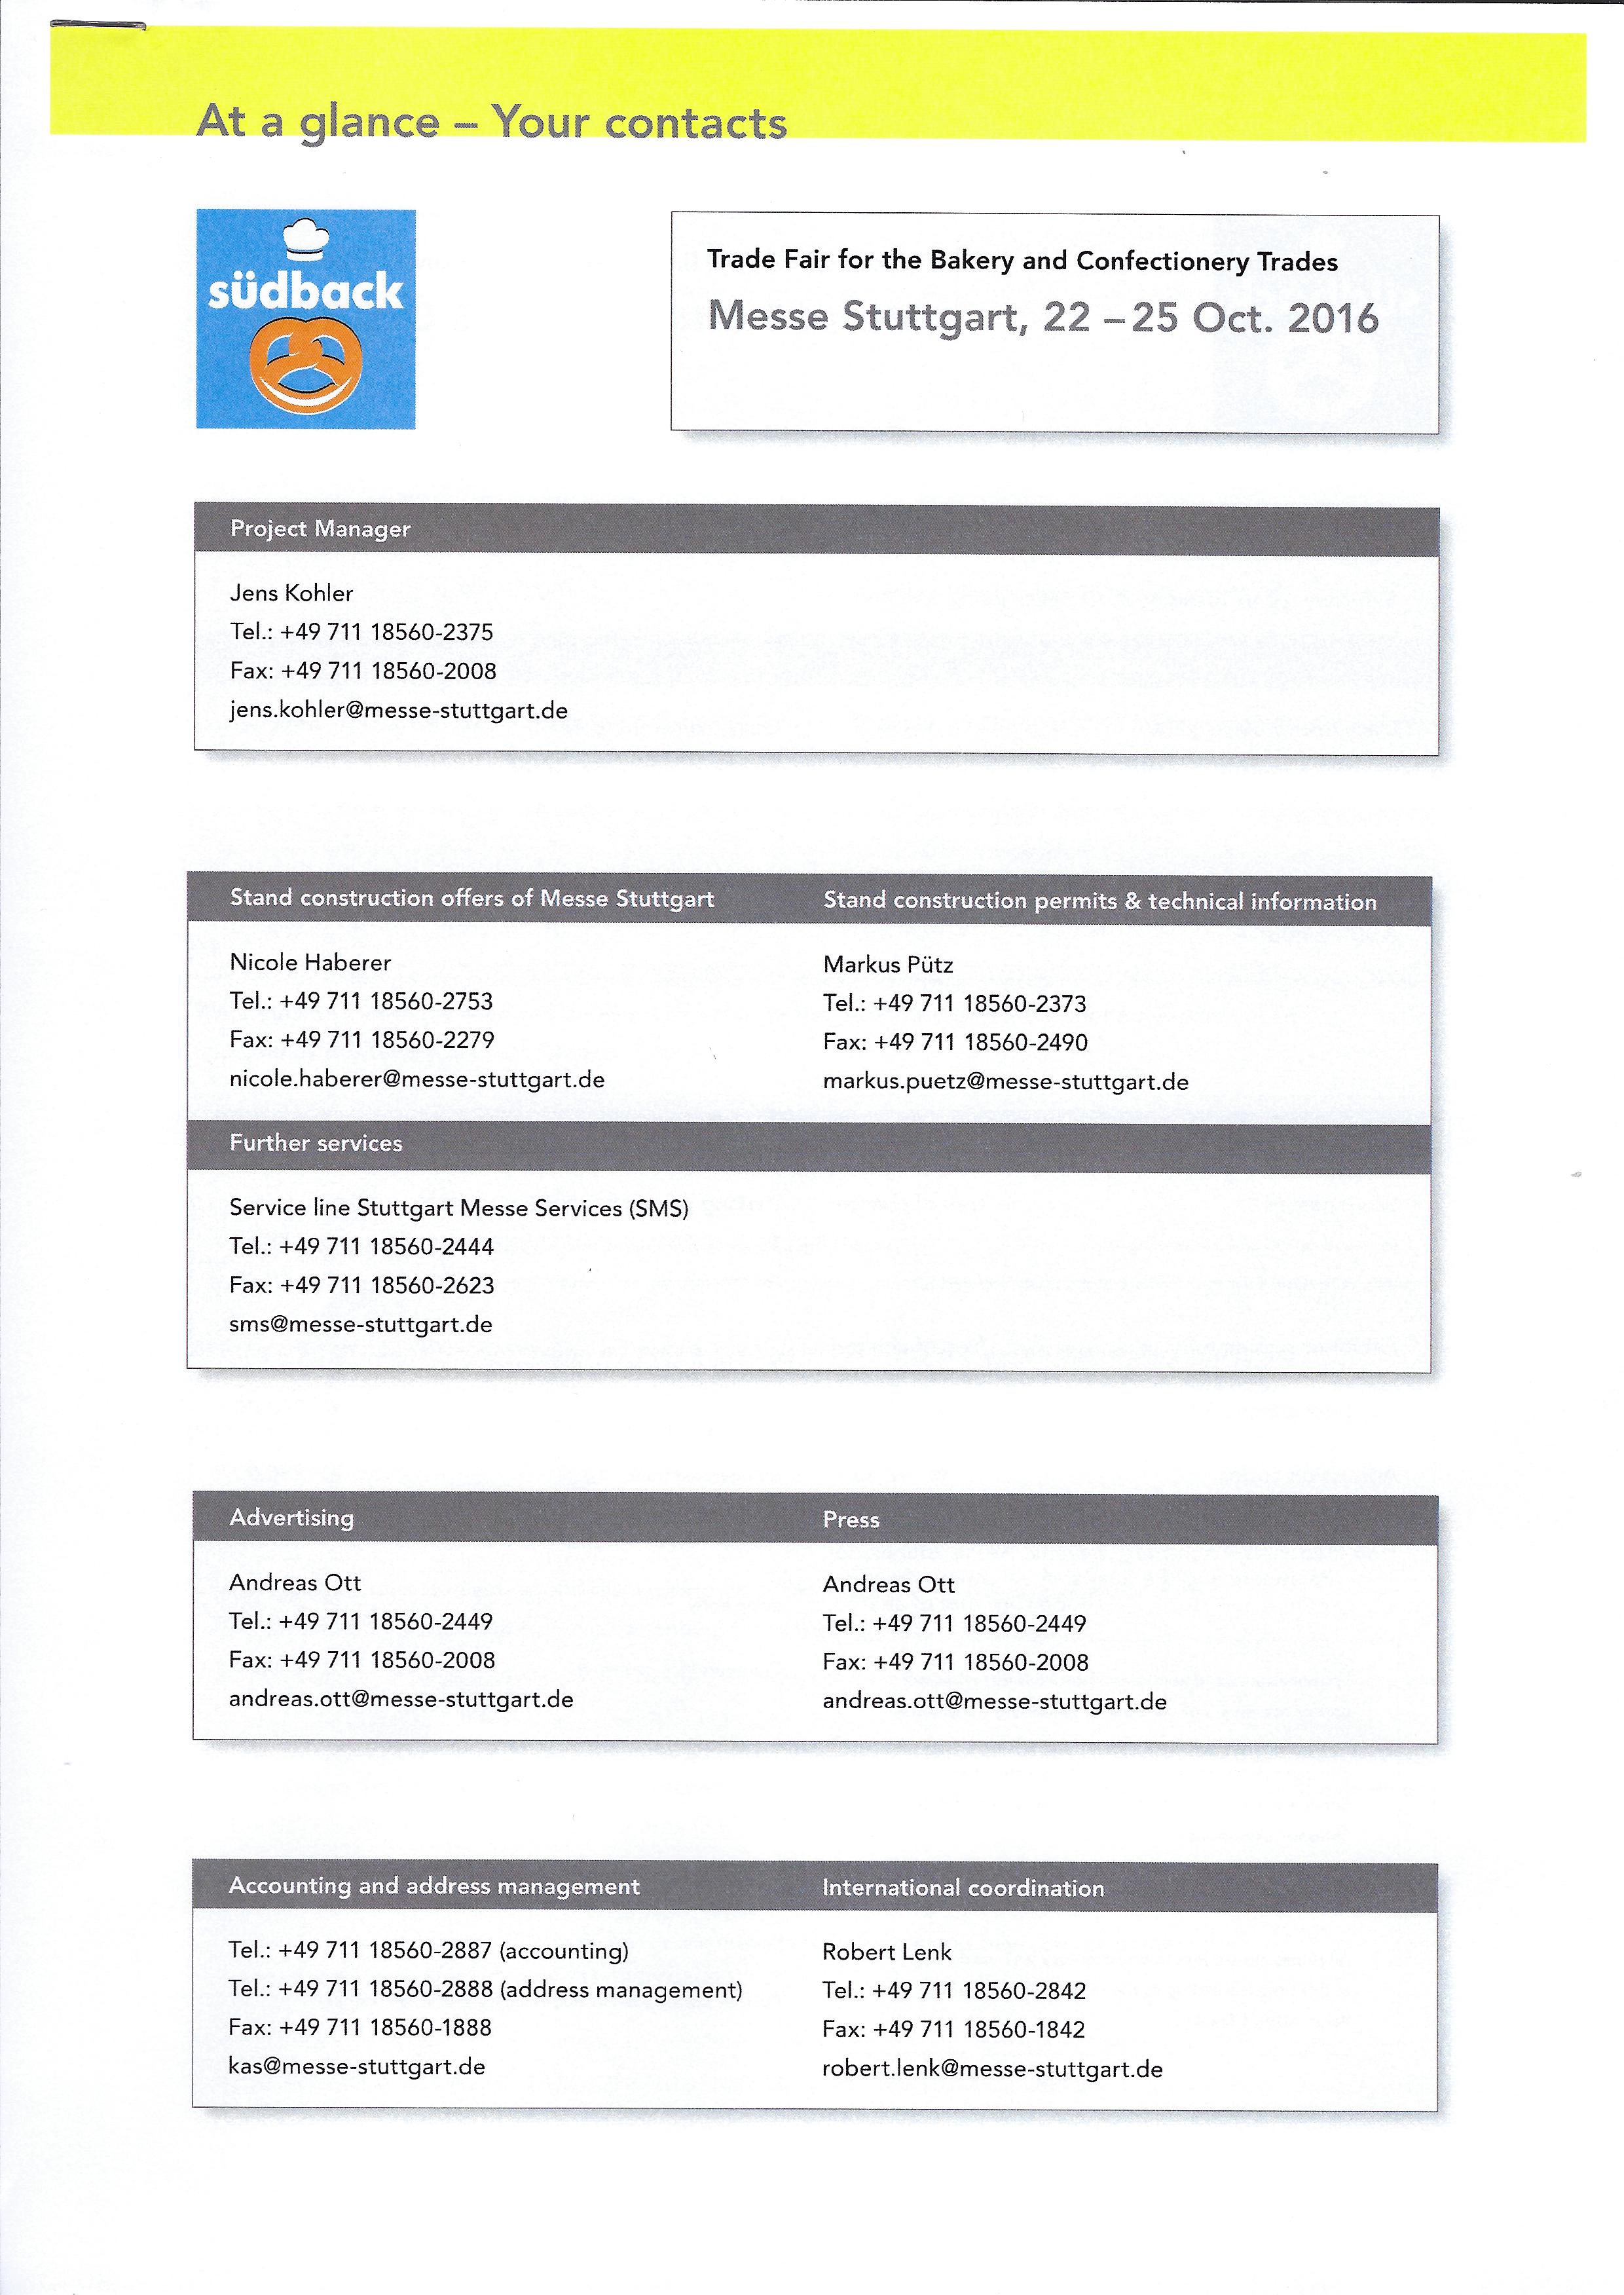 At a glance – Your contacts
südback
Trade Fair for the Bakery and Confectionery Trades
Messe Stuttgart, 22 – 25 Oct. 2016
Project Manager
Jens Kohler
Tel.: +49 711 18560-2375
Fax: +49 711 18560-2008
jens.kohler@messe-stuttgart.de
Stand construction offers of Messe Stuttgart
Nicole Haberer
Tel.: +49 711 18560-2753
Fax: +49 711 18560-2279
nicole.haberer@messe-stuttgart.de
Stand construction permits & technical information
Markus Pütz
Tel.: +49 711 18560-2373
Fax: +49 711 18560-2490
markus.puetz@messe-stuttgart.de
Further services
Service line Stuttgart Messe Services (SMS)
Tel.: +49 711 18560-2444
Fax: +49 711 18560-2623
sms@messe-stuttgart.de
Advertising
Andreas Ott
Tel.: +49 711 18560-2449
Fax: +49 711 18560-2008
andreas.ott@messe-stuttgart.de
Press
Andreas Ott
Tel.: +49 711 18560-2449
Fax: +49 711 18560-2008
andreas.ott@messe-stuttgart.de
Accounting and address management
Tel.: +49 711 18560-2887 (accounting)
Tel.: +49 711 18560-2888 (address management)
Fax: +49 711 18560-1888
kas@messe-stuttgart.de
International coordination
Robert Lenk
Tel.: +49 711 18560-2842
Fax: +49 711 18560-1842
robert.lenk@messe-stuttgart.de